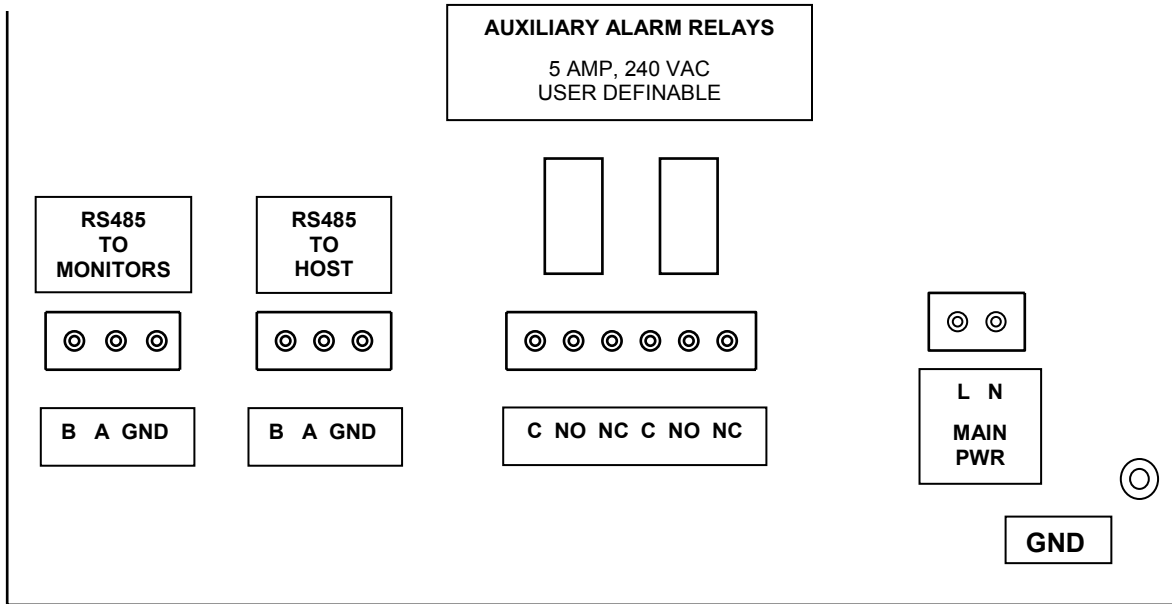 AUXILIARY ALARM RELAYS
5 AMP, 240 VAC
USER DEFINABLE
RS485
TO
MONITORS
RS485
TO
HOST
B A GND
B A GND
C NO NC C NO NC
L N
MAIN
PWR
GND